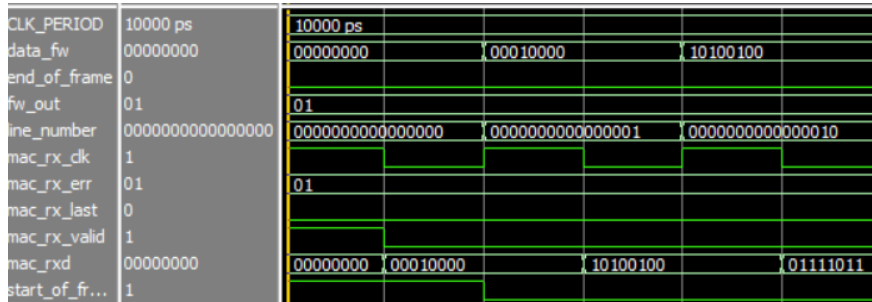 CLK_PERIOD 10000 ps 10000 ps
data_fw 00000000 00000000 00010000 10100100
end_of_frame 0
fw_out 01 01
line_number 0000000000000000 0000000000000000 0000000000000001 0000000000000010
mac_rx_clk 1
mac_rx_err 01 01
mac_rx_last 0
mac_rx_valid 1
mac_rxd 00000000 00000000 00010000 10100100 01111011
start_of_fr... 1